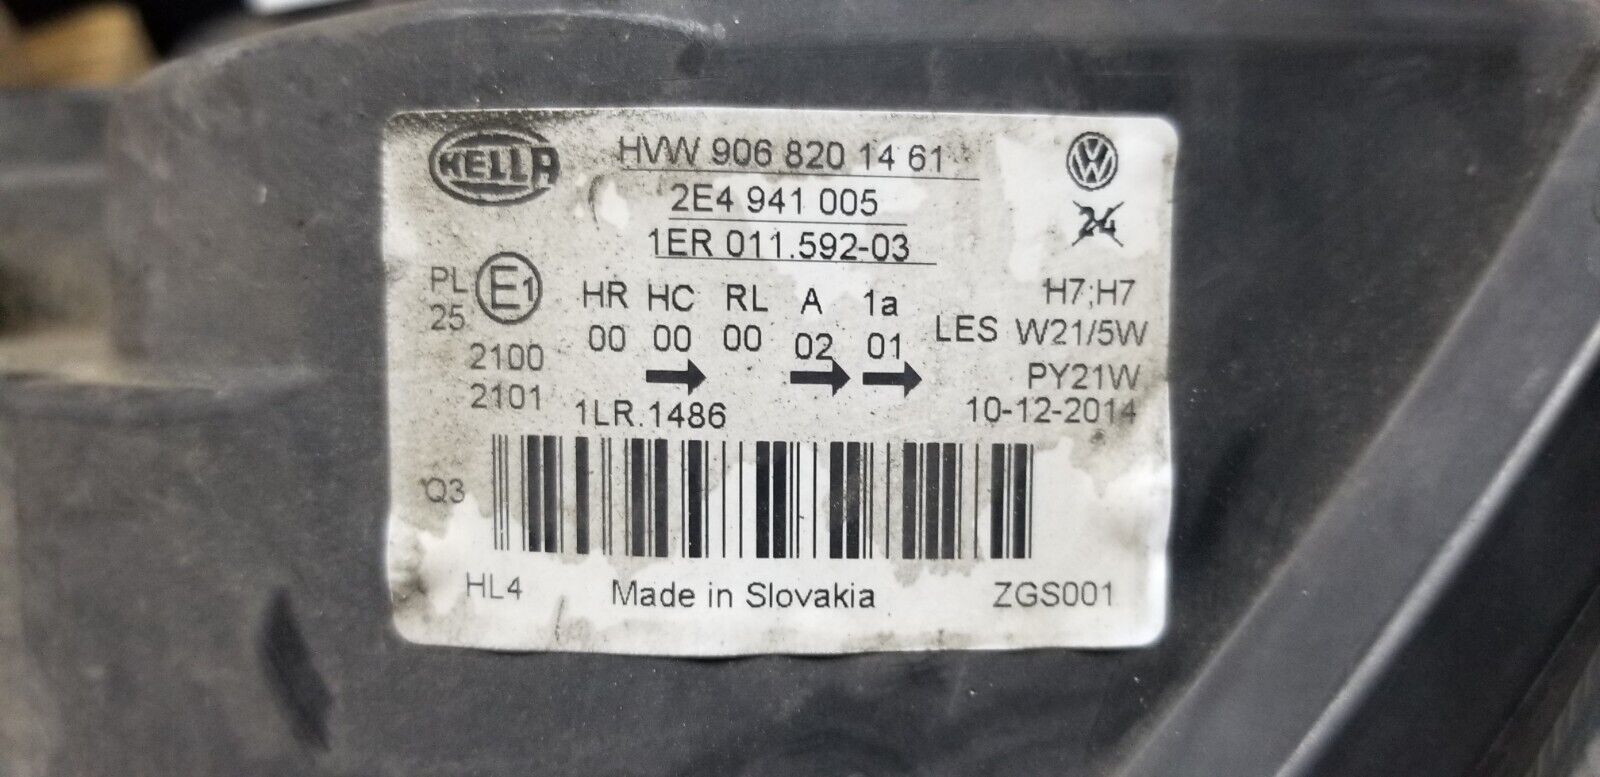 HELLA
HVW 906 820 14 61
2E4 941 005
1ER 011.592-03
24
PL E1 HR HC RL A 1a H7;H7
25 00 00 00 02 01 LES W21/5W
2100 PY21W
2101 1LR.1486 10-12-2014
Q3
HL4 Made in Slovakia ZGS001